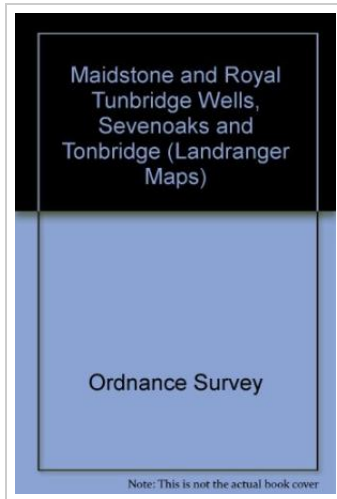 Maidstone and Royal
Tunbridge Wells,
Sevenoaks and
Tonbridge (Landranger
Maps)
Ordnance Survey
Note: This is not the actual book cover